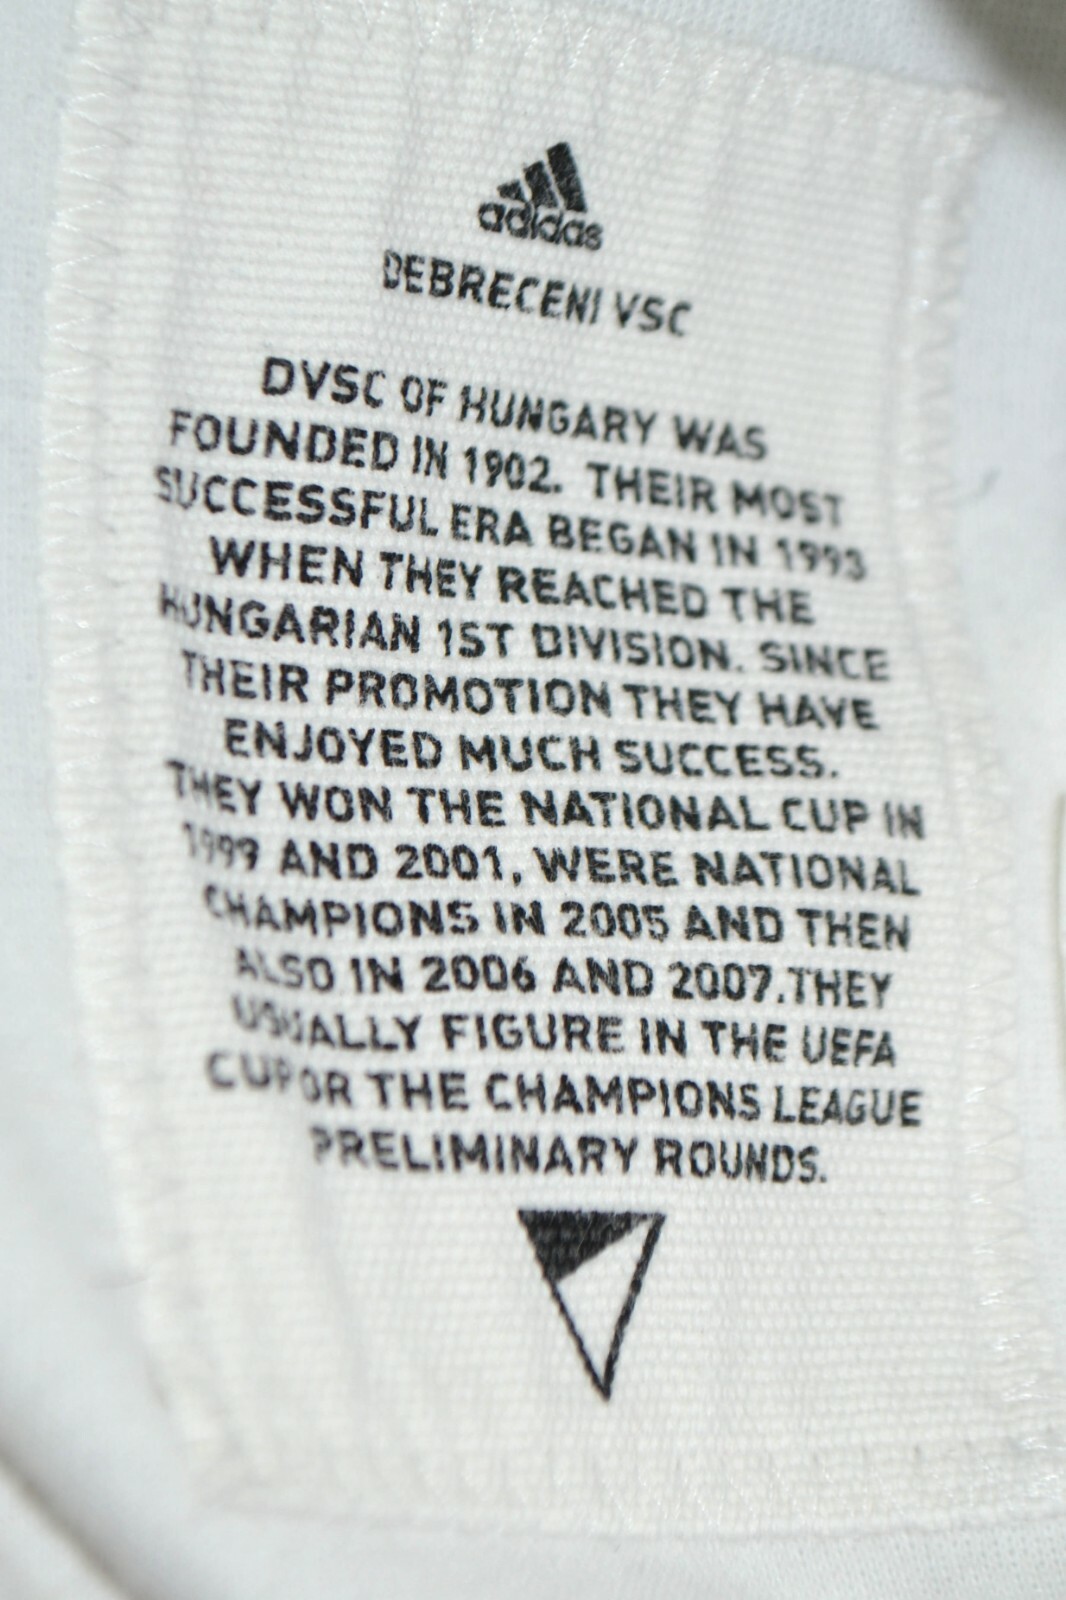 adidas
DEBRECENI VSC
DVSC OF HUNGARY WAS
FOUNDED IN 1902. THEIR MOST
SUCCESSFUL ERA BEGAN IN 1993
WHEN THEY REACHED THE
HUNGARIAN 1ST DIVISION. SINCE
THEIR PROMOTION THEY HAVE
ENJOYED MUCH SUCCESS.
THEY WON THE NATIONAL CUP IN
1999 AND 2001, WERE NATIONAL
CHAMPIONS IN 2005 AND THEN
ALSO IN 2006 AND 2007.THEY
USUALLY FIGURE IN THE UEFA
CUP OR THE CHAMPIONS LEAGUE
PRELIMINARY ROUNDS.